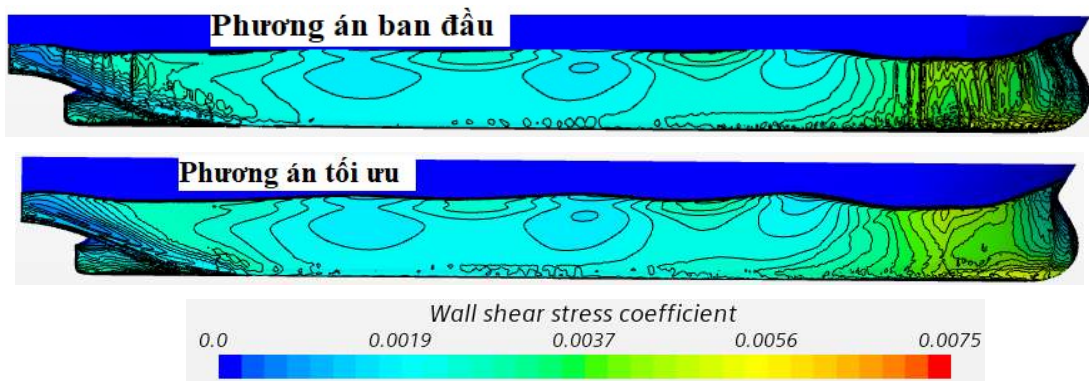 Phương án ban đầu
Phương án tối ưu
Wall shear stress coefficient
0.0 0.0019 0.0037 0.0056 0.0075